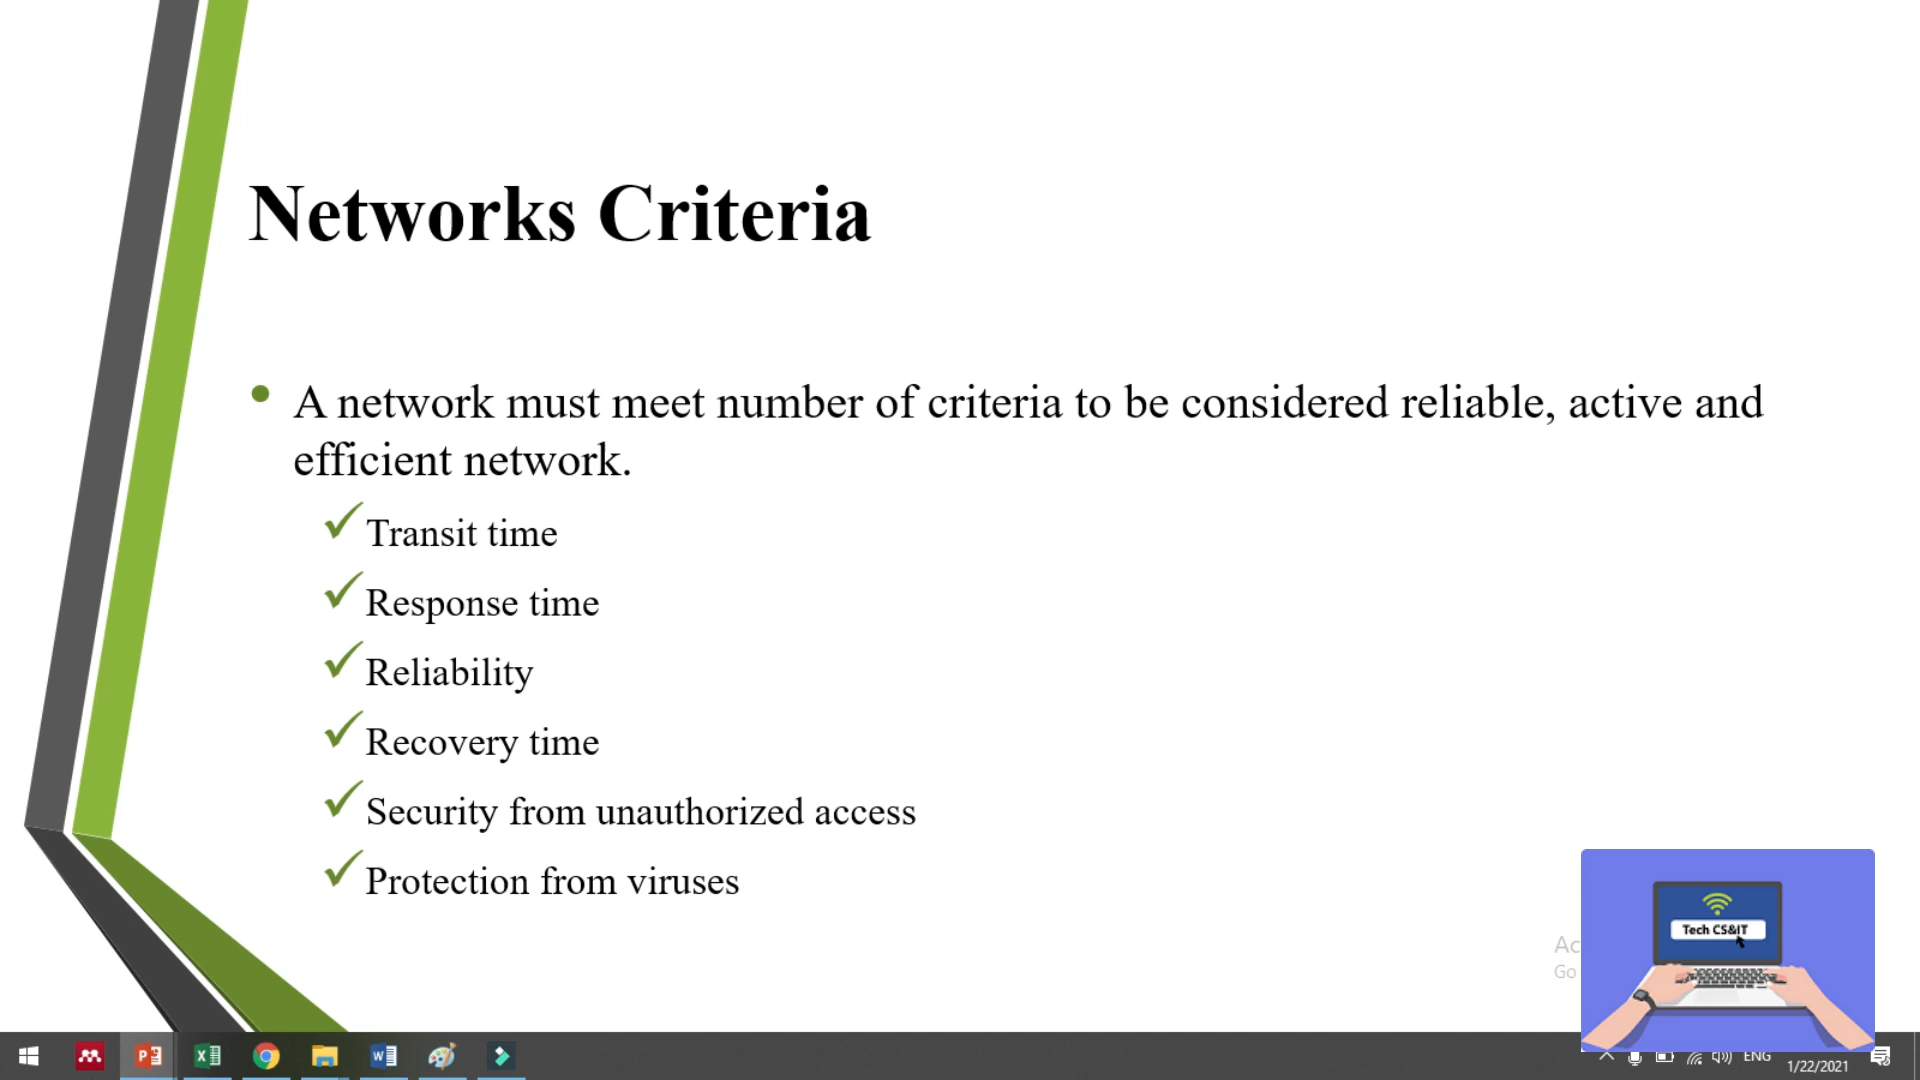 Networks Criteria
A network must meet number of criteria to be considered reliable, active and
efficient network.
Transit time
Response time
Reliability
Recovery time
Security from unauthorized access
Protection from viruses
Tech CS&IT
Go
ENG
1/22/2021